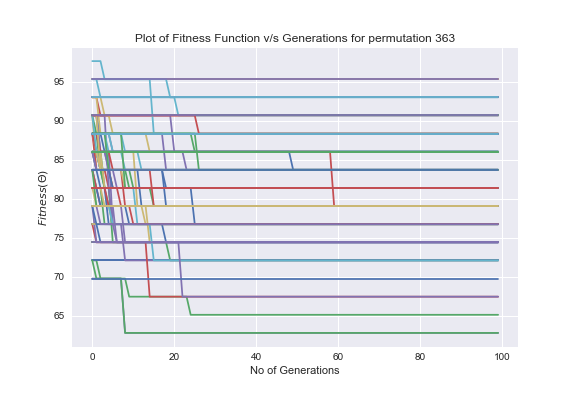 Plot of Fitness Function v/s Generations for permutation 363
Fitness(Θ)
95
90
85
80
75
70
65
0 20 40 60 80 100
No of Generations